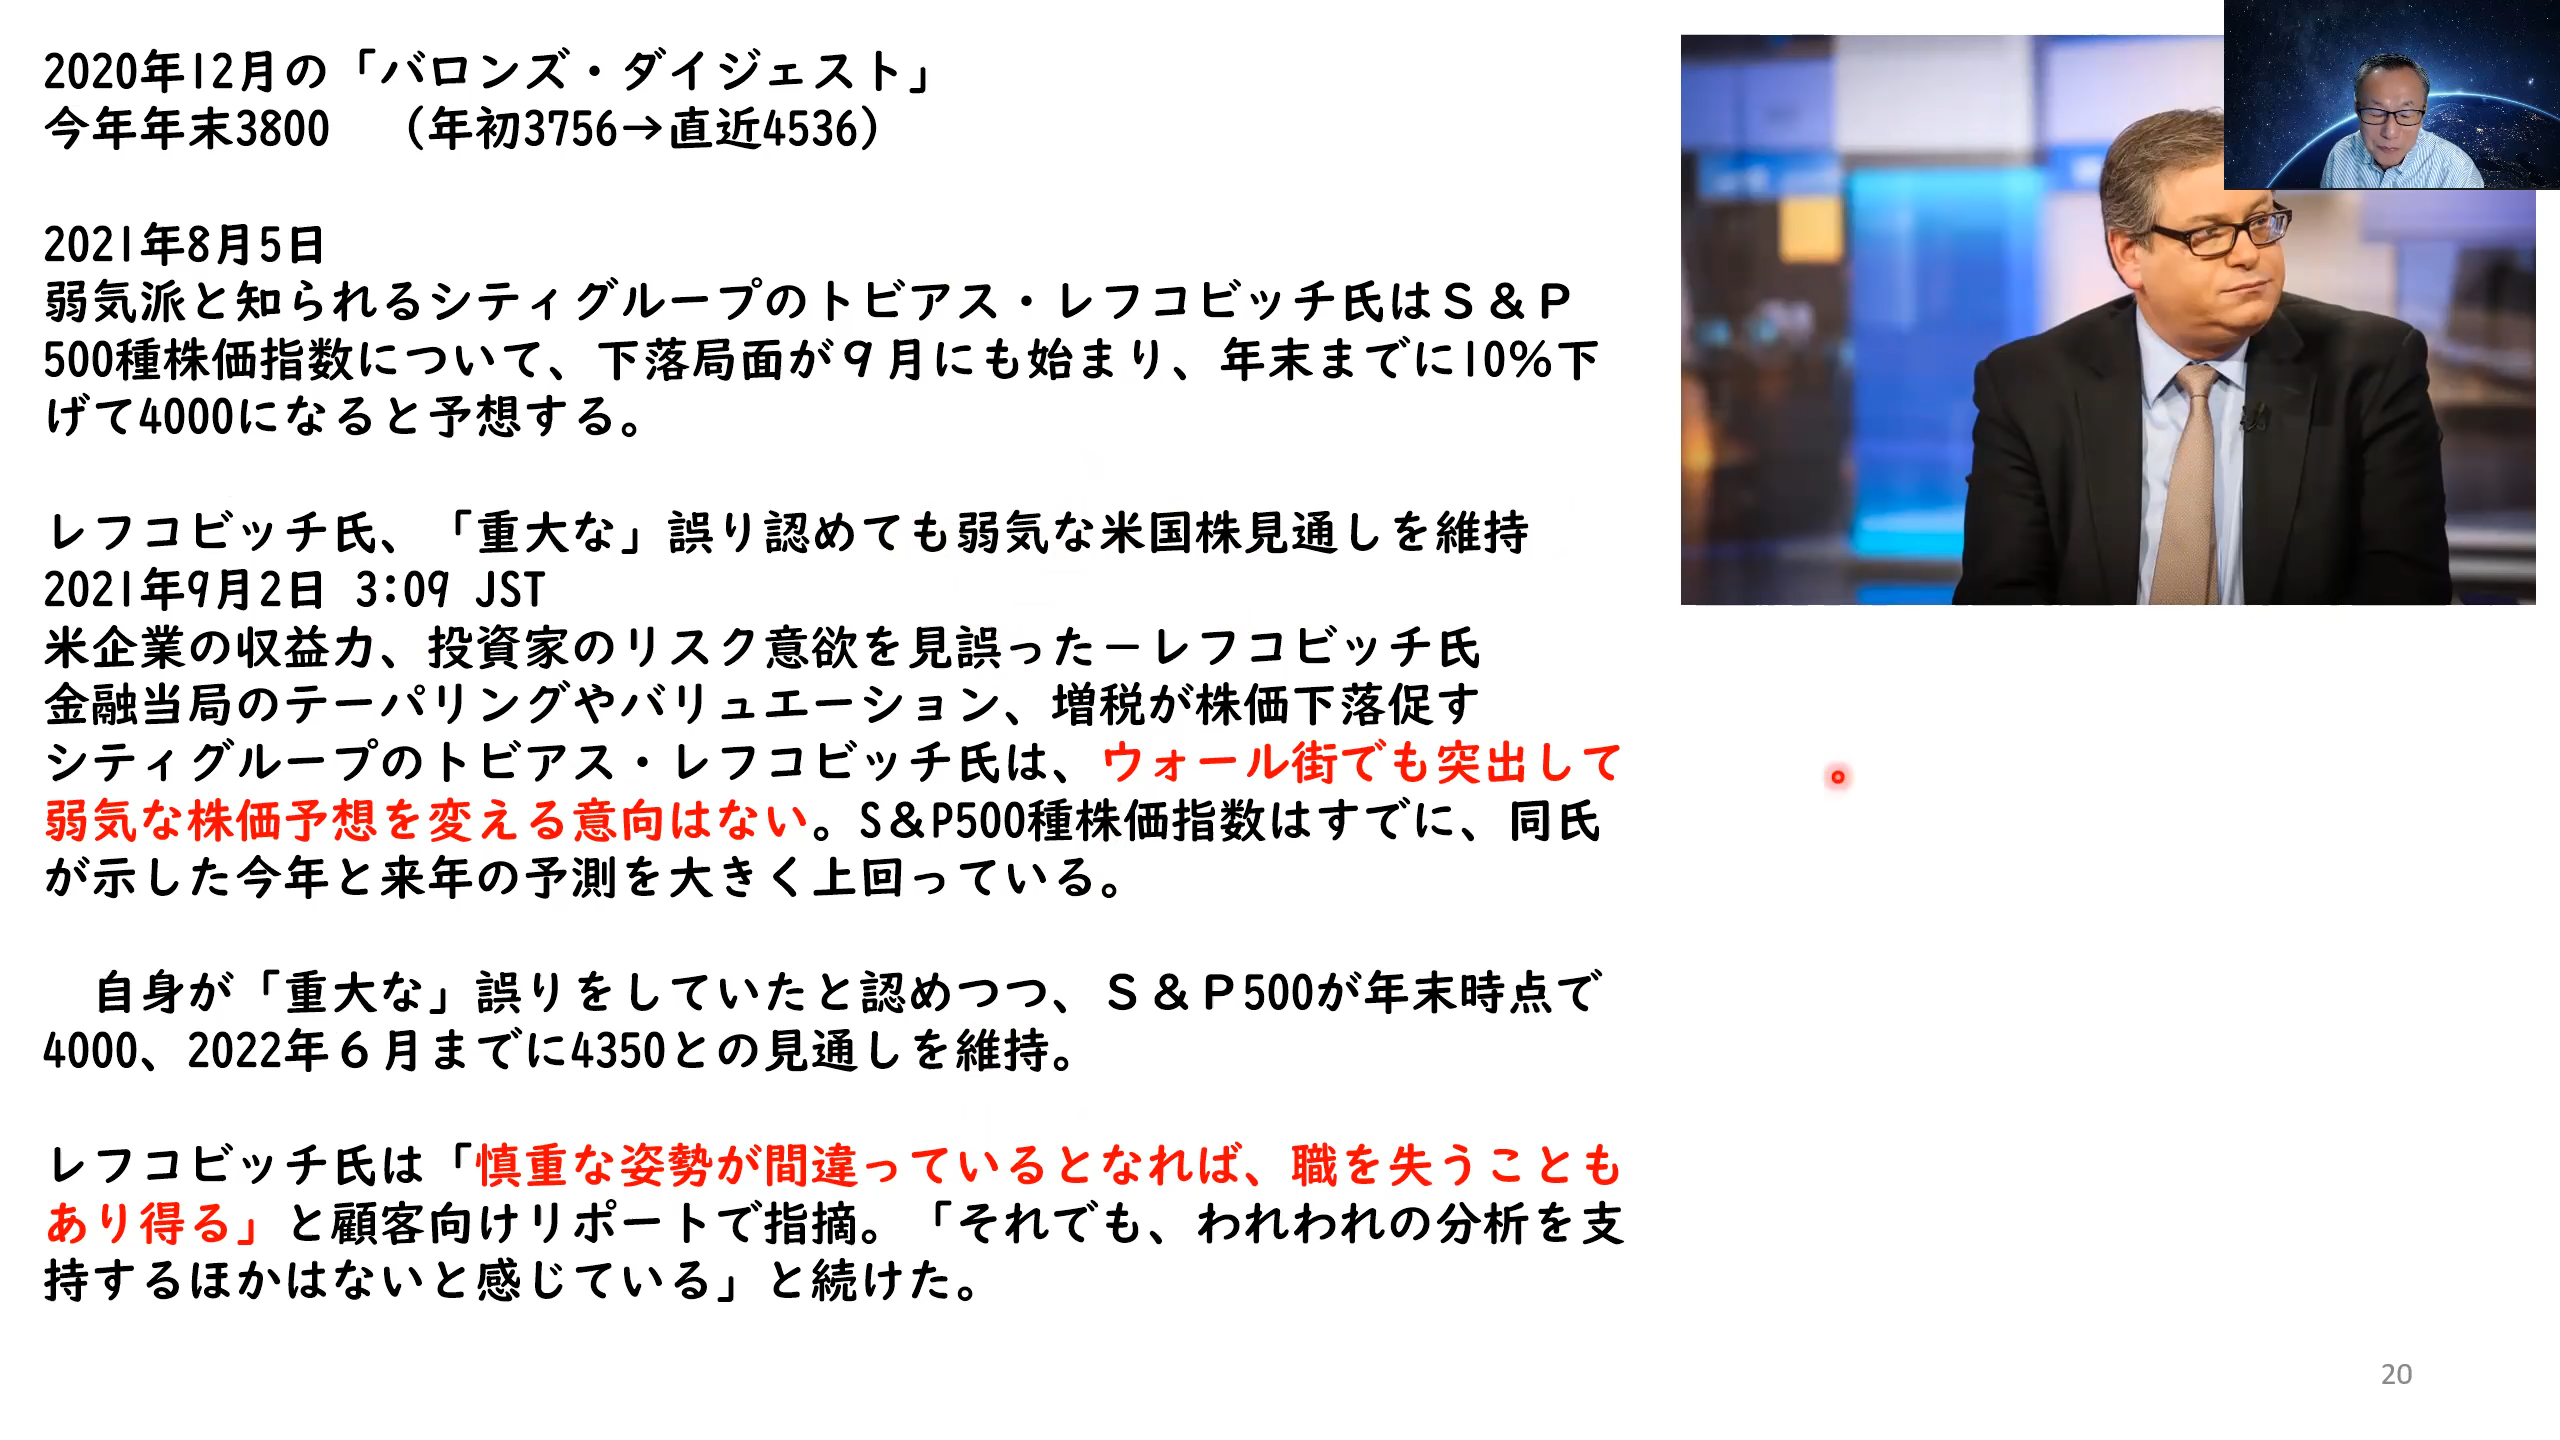 2020年12月の「バロンズ・ダイジェスト」
今年年末3800　（年初3756→直近4536）
2021年8月5日
弱気派と知られるシティグループのトビアス・レフコビッチ氏はＳ＆Ｐ
500種株価指数について、下落局面が９月にも始まり、年末までに10％下
げて4000になると予想する。
レフコビッチ氏、「重大な」誤り認めても弱気な米国株見通しを維持
2021年9月2日 3:09 JST
米企業の収益力、投資家のリスク意欲を見誤った－レフコビッチ氏
金融当局のテーパリングやバリュエーション、増税が株価下落促す
シティグループのトビアス・レフコビッチ氏は、ウォール街でも突出して
弱気な株価予想を変える意向はない。S＆P500種株価指数はすでに、同氏
が示した今年と来年の予測を大きく上回っている。
　自身が「重大な」誤りをしていたと認めつつ、Ｓ＆Ｐ500が年末時点で
4000、2022年６月までに4350との見通しを維持。
レフコビッチ氏は「慎重な姿勢が間違っているとなれば、職を失うことも
あり得る」と顧客向けリポートで指摘。「それでも、われわれの分析を支
持するほかはないと感じている」と続けた。
20